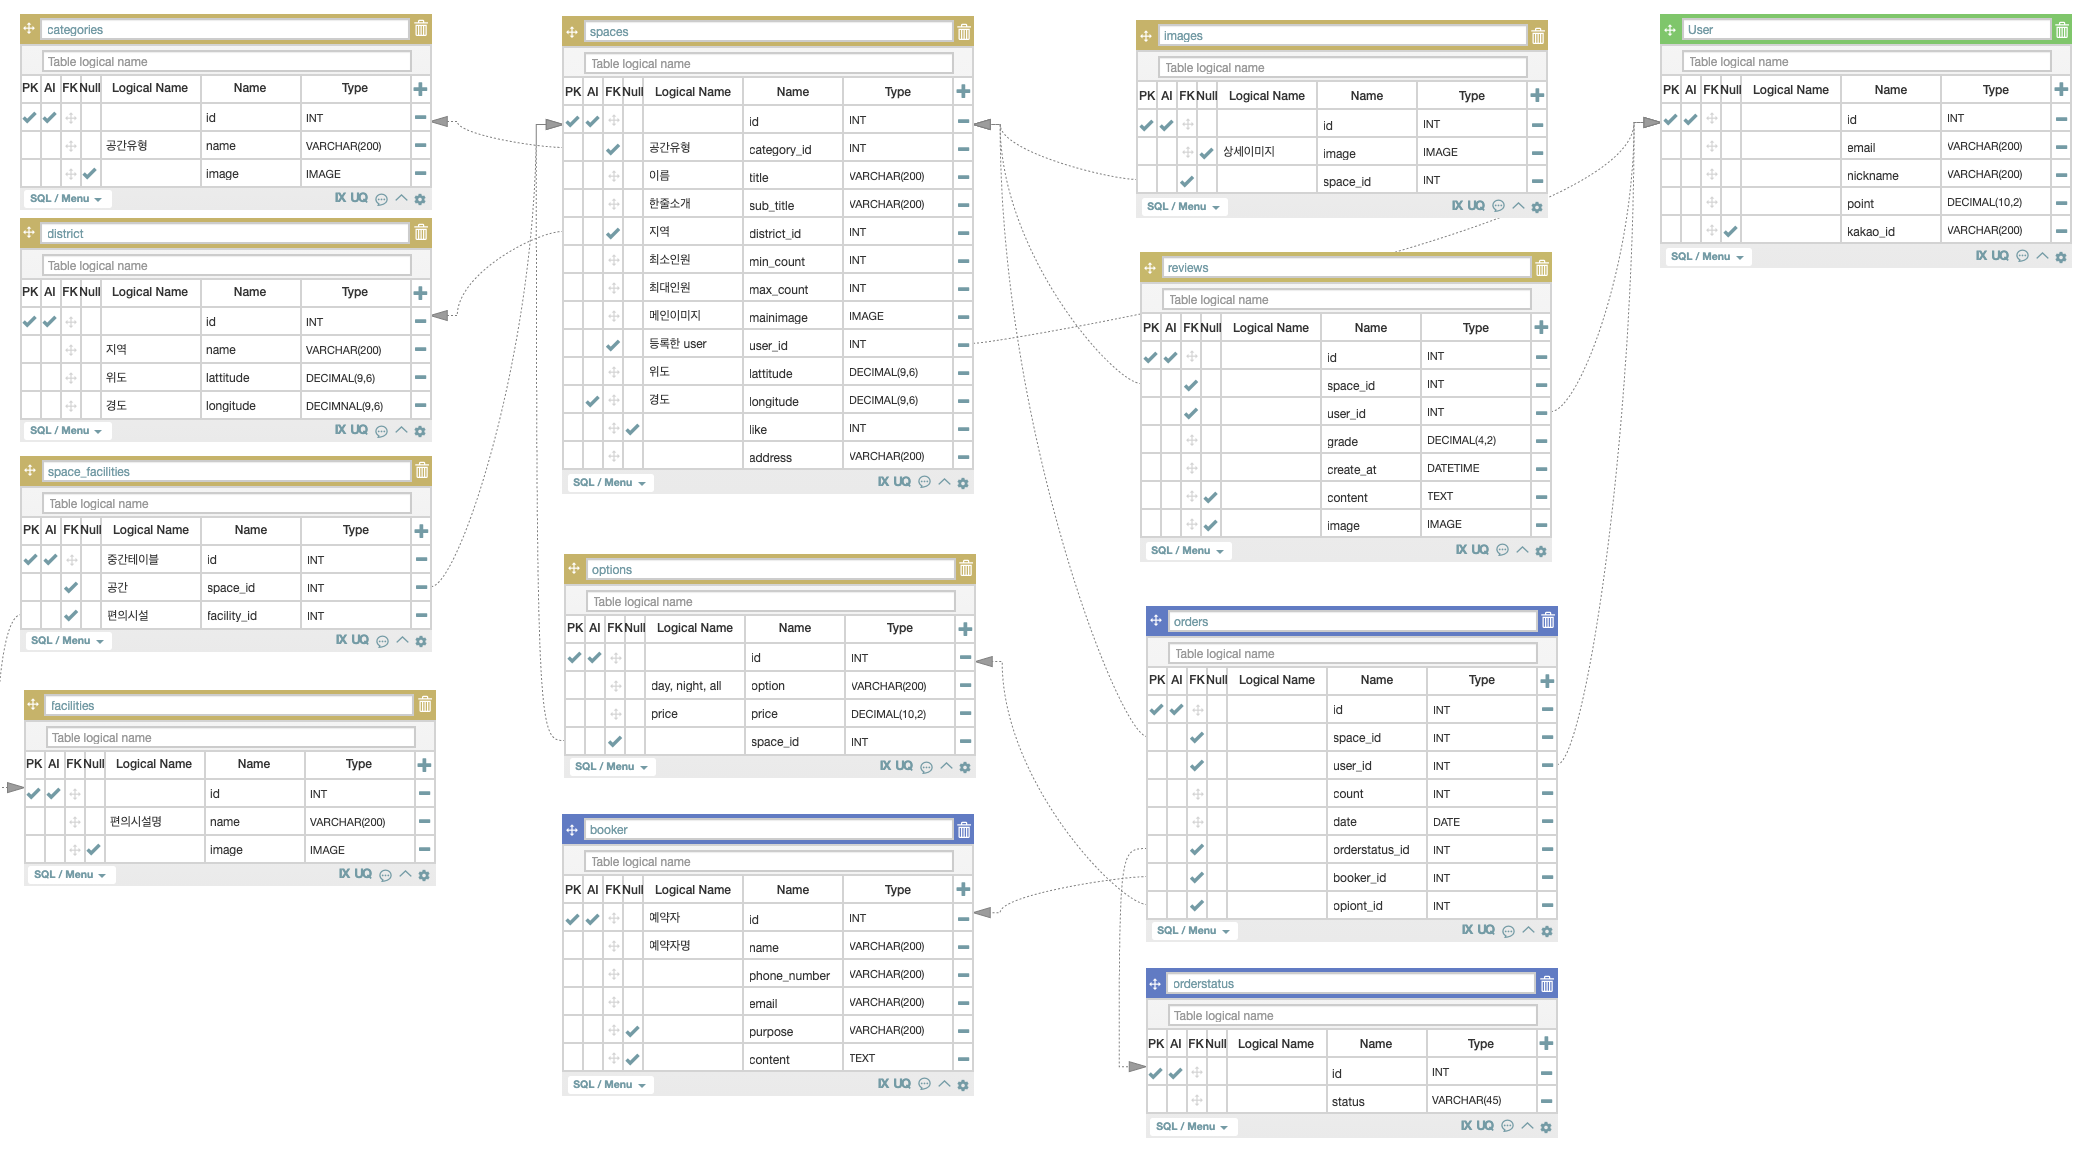 categories
Table logical name
PK AI FK Null Logical Name Name Type
id INT
공간유형 name VARCHAR(200)
image IMAGE
SQL / Menu IX UQ
district
Table logical name
PK AI FK Null Logical Name Name Type
id INT
지역 name VARCHAR(200)
위도 lattitude DECIMAL(9,6)
경도 longitude DECIMNAL(9,6)
SQL / Menu IX UQ
space_facilities
Table logical name
PK AI FK Null Logical Name Name Type
중간테이블 id INT
공간 space_id INT
편의시설 facility_id INT
SQL / Menu IX UQ
facilities
Table logical name
PK AI FK Null Logical Name Name Type
id INT
편의시설명 name VARCHAR(200)
image IMAGE
SQL / Menu IX UQ
spaces
Table logical name
PK AI FK Null Logical Name Name Type
id INT
공간유형 category_id INT
이름 title VARCHAR(200)
한줄소개 sub_title VARCHAR(200)
지역 district_id INT
최소인원 min_count INT
최대인원 max_count INT
메인이미지 mainimage IMAGE
등록한 user user_id INT
위도 lattitude DECIMAL(9,6)
경도 longitude DECIMAL(9,6)
like INT
address VARCHAR(200)
SQL / Menu IX UQ
options
Table logical name
PK AI FK Null Logical Name Name Type
id INT
day, night, all option VARCHAR(200)
price price DECIMAL(10,2)
space_id INT
SQL / Menu IX UQ
booker
Table logical name
PK AI FK Null Logical Name Name Type
예약자 id INT
예약자명 name VARCHAR(200)
phone_number VARCHAR(200)
email VARCHAR(200)
purpose VARCHAR(200)
content TEXT
SQL / Menu IX UQ
images
Table logical name
PK AI FK Null Logical Name Name Type
id INT
상세이미지 image IMAGE
space_id INT
SQL / Menu IX UQ
reviews
Table logical name
PK AI FK Null Logical Name Name Type
id INT
space_id INT
user_id INT
grade DECIMAL(4,2)
create_at DATETIME
content TEXT
image IMAGE
SQL / Menu IX UQ
orders
Table logical name
PK AI FK Null Logical Name Name Type
id INT
space_id INT
user_id INT
count INT
date DATE
orderstatus_id INT
booker_id INT
opiont_id INT
SQL / Menu IX UQ
orderstatus
Table logical name
PK AI FK Null Logical Name Name Type
id INT
status VARCHAR(45)
SQL / Menu IX UQ
User
Table logical name
PK AI FK Null Logical Name Name Type
id INT
email VARCHAR(200)
nickname VARCHAR(200)
point DECIMAL(10,2)
kakao_id VARCHAR(200)
SQL / Menu IX UQ